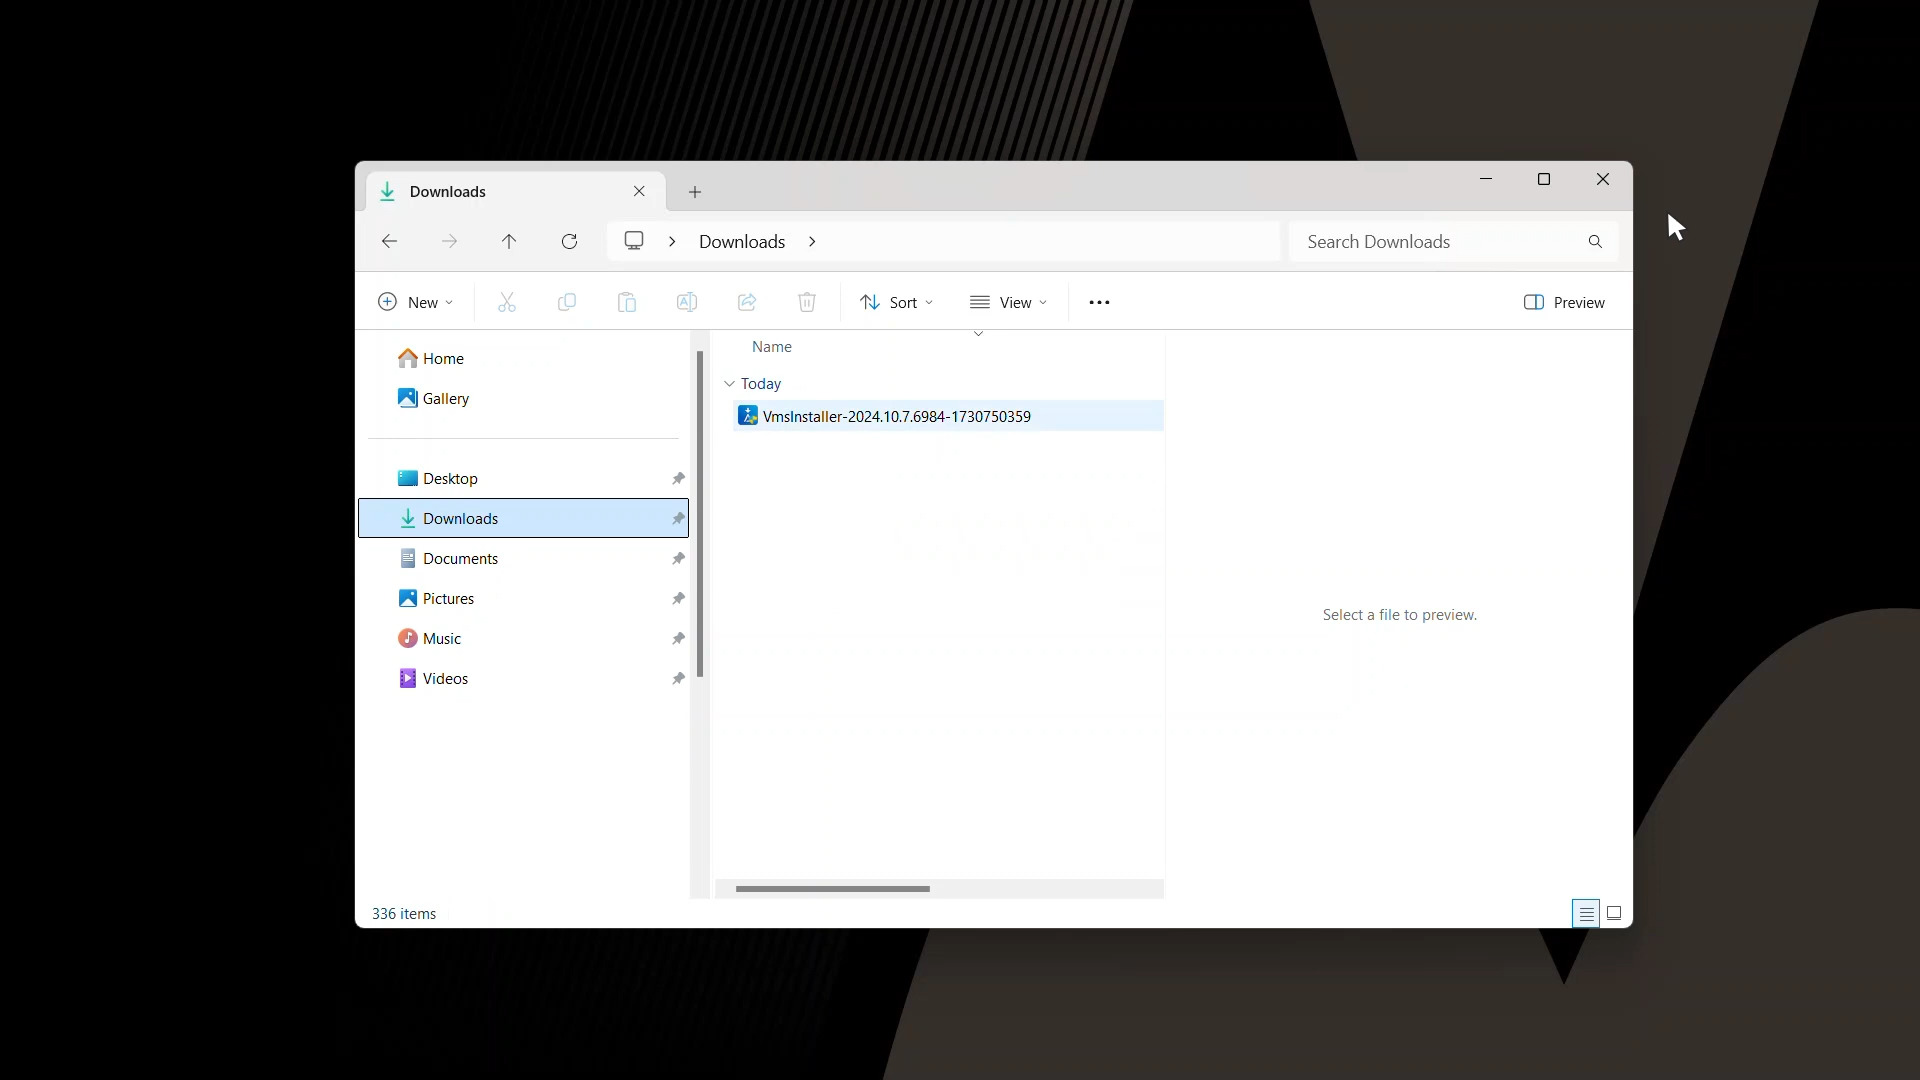 Downloads
Downloads
Search Downloads
New
Sort
View
Preview
Home
Gallery
Desktop
Downloads
Documents
Pictures
Music
Videos
Name
Today
VmsInstaller-2024.10.7.6984-1730750359
Select a file to preview.
336 items